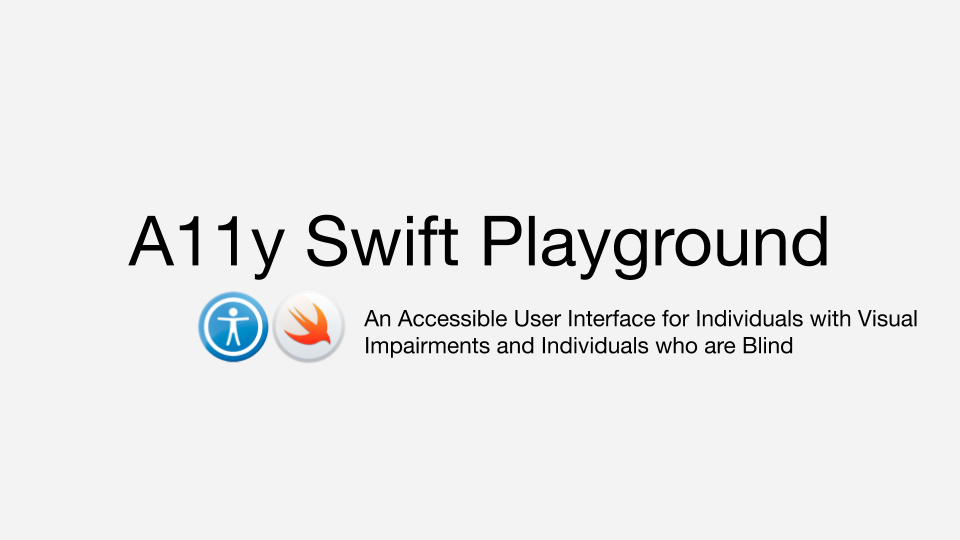 A11y Swift Playground
An Accessible User Interface for Individuals with Visual
Impairments and Individuals who are Blind